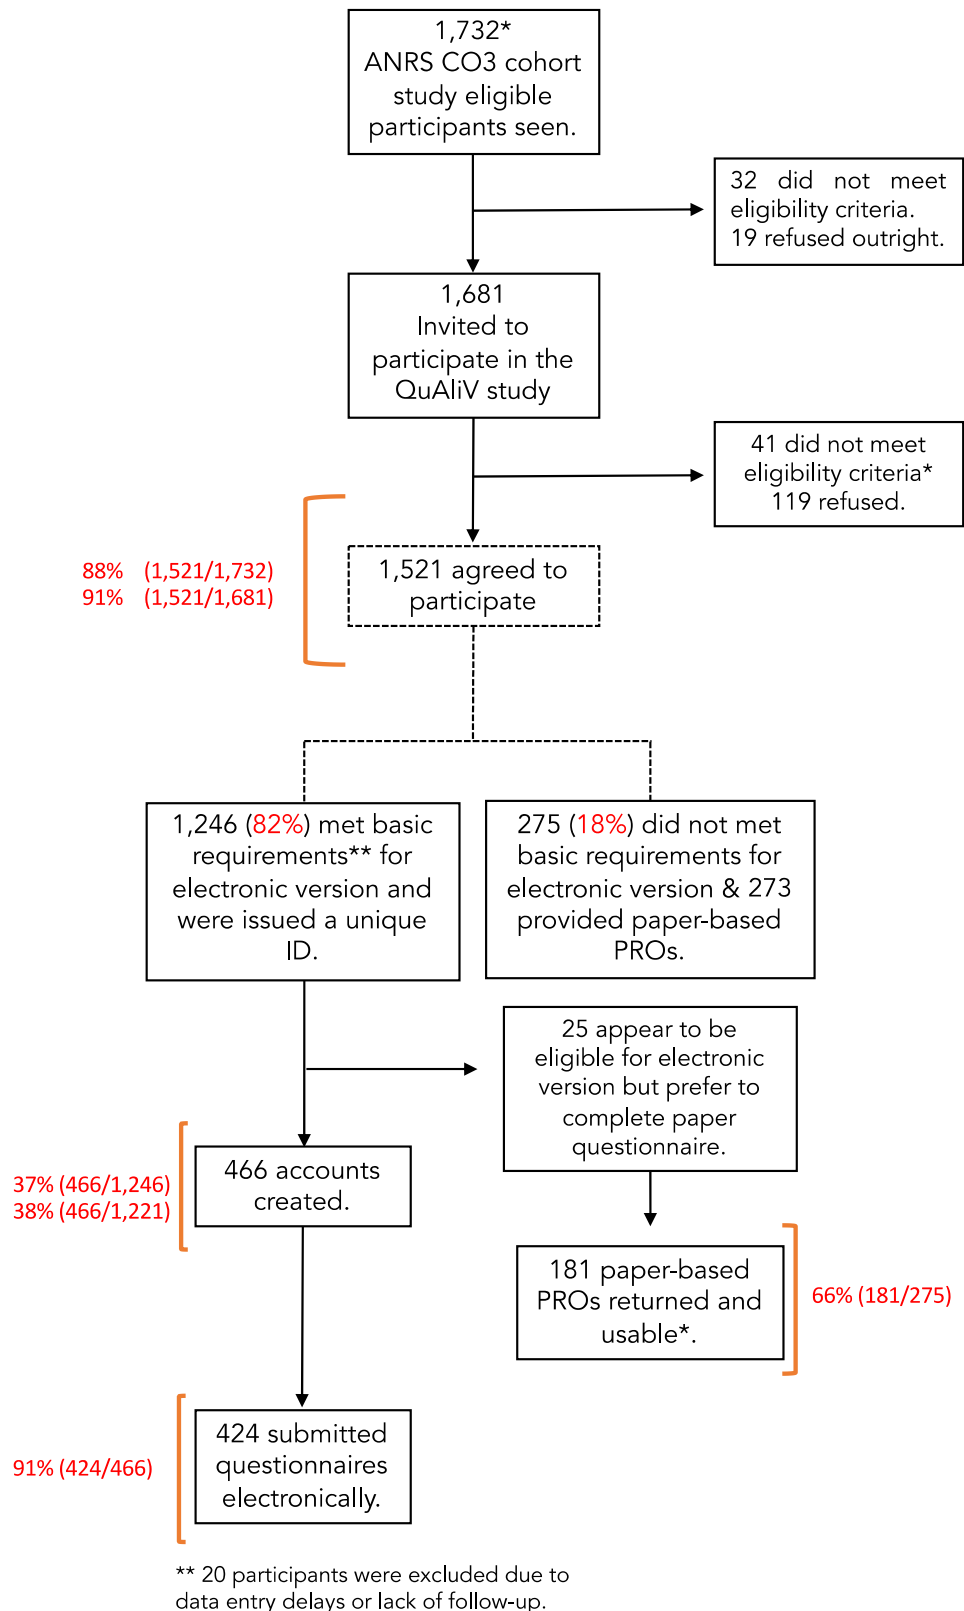 1,732*
ANRS CO3 cohort
study eligible
participants seen.
32 did not meet
eligibility criteria.
19 refused outright.
1,681
Invited to
participate in the
QuAliV study
41 did not meet
eligibility criteria*
119 refused.
88% (1,521/1,732)
91% (1,521/1,681)
1,521 agreed to
participate
1,246 (82%) met basic
requirements** for
electronic version and
were issued a unique
ID.
275 (18%) did not met
basic requirements for
electronic version & 273
provided paper-based
PROs.
25 appear to be
eligible for electronic
version but prefer to
complete paper
questionnaire.
37% (466/1,246)
38% (466/1,221)
466 accounts
created.
181 paper-based
PROs returned and
usable*.
66% (181/275)
91% (424/466)
424 submitted
questionnaires
electronically.
** 20 participants were excluded due to
data entry delays or lack of follow-up.